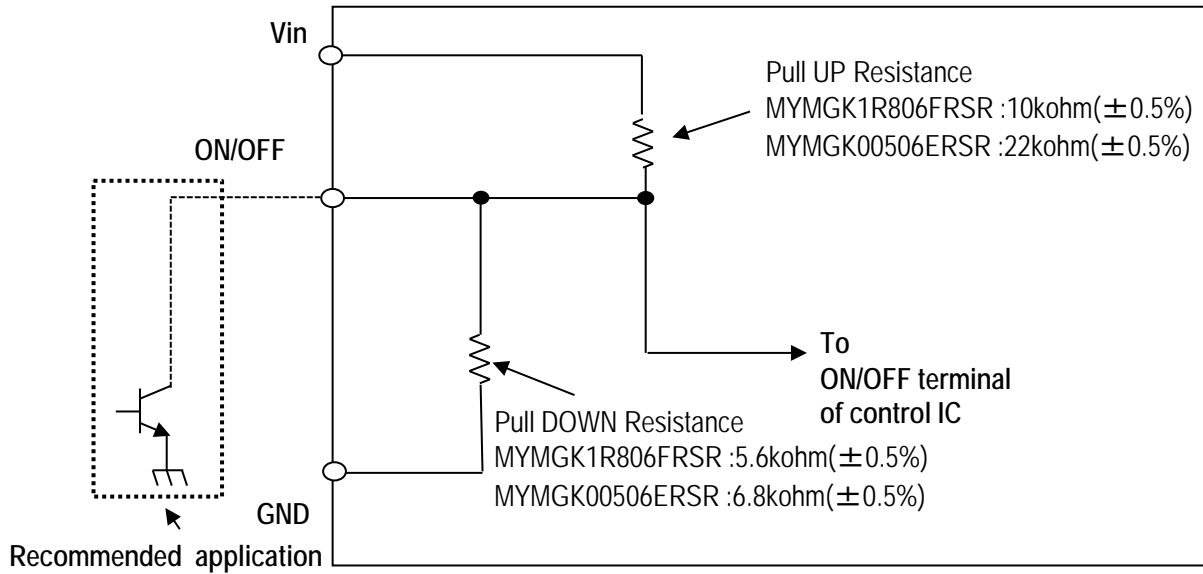 Vin
Pull UP Resistance
MYMGK1R806FRSR :10kohm(±0.5%)
MYMGK00506ERSR :22kohm(±0.5%)
ON/OFF
To
ON/OFF terminal
of control IC
Pull DOWN Resistance
MYMGK1R806FRSR :5.6kohm(±0.5%)
MYMGK00506ERSR :6.8kohm(±0.5%)
GND
Recommended application